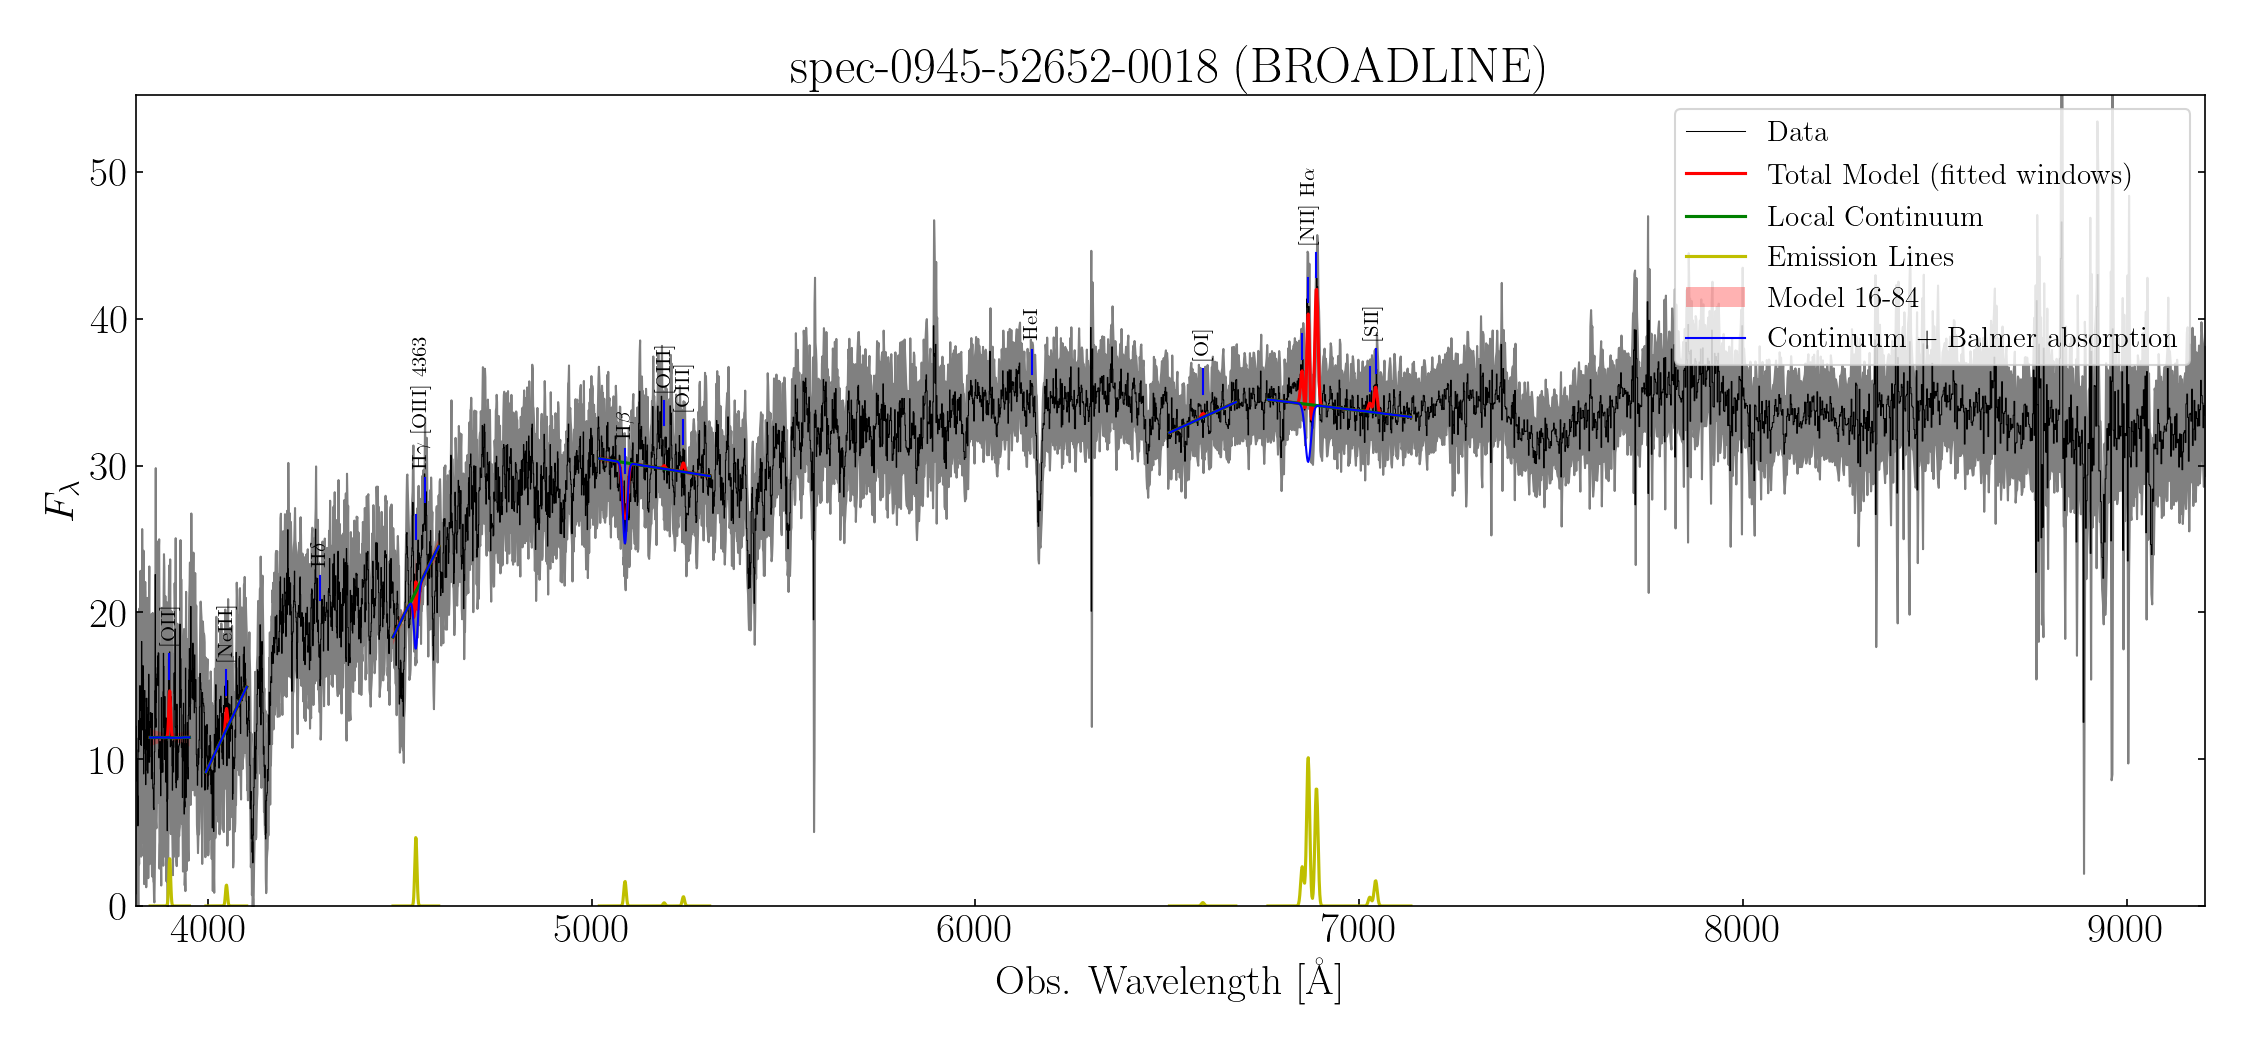 spec-0945-52652-0018 (BROADLINE)
Data
Total Model (fitted windows)
Local Continuum
Emission Lines
Model 16-84
Continuum + Balmer absorption
[OII]
[NeIII]
Hδ
Hγ [OIII] 4363
Hβ
[OIII]
[OIII]
HeI
[OI]
[NII] Hα
[SII]
50
40
30
20
10
0
Fλ
4000 5000 6000 7000 8000 9000
Obs. Wavelength [Å]